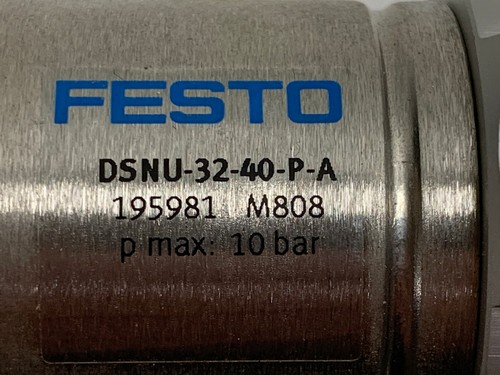 FESTO
DSNU-32-40-P-A
195981 M808
p max: 10 bar